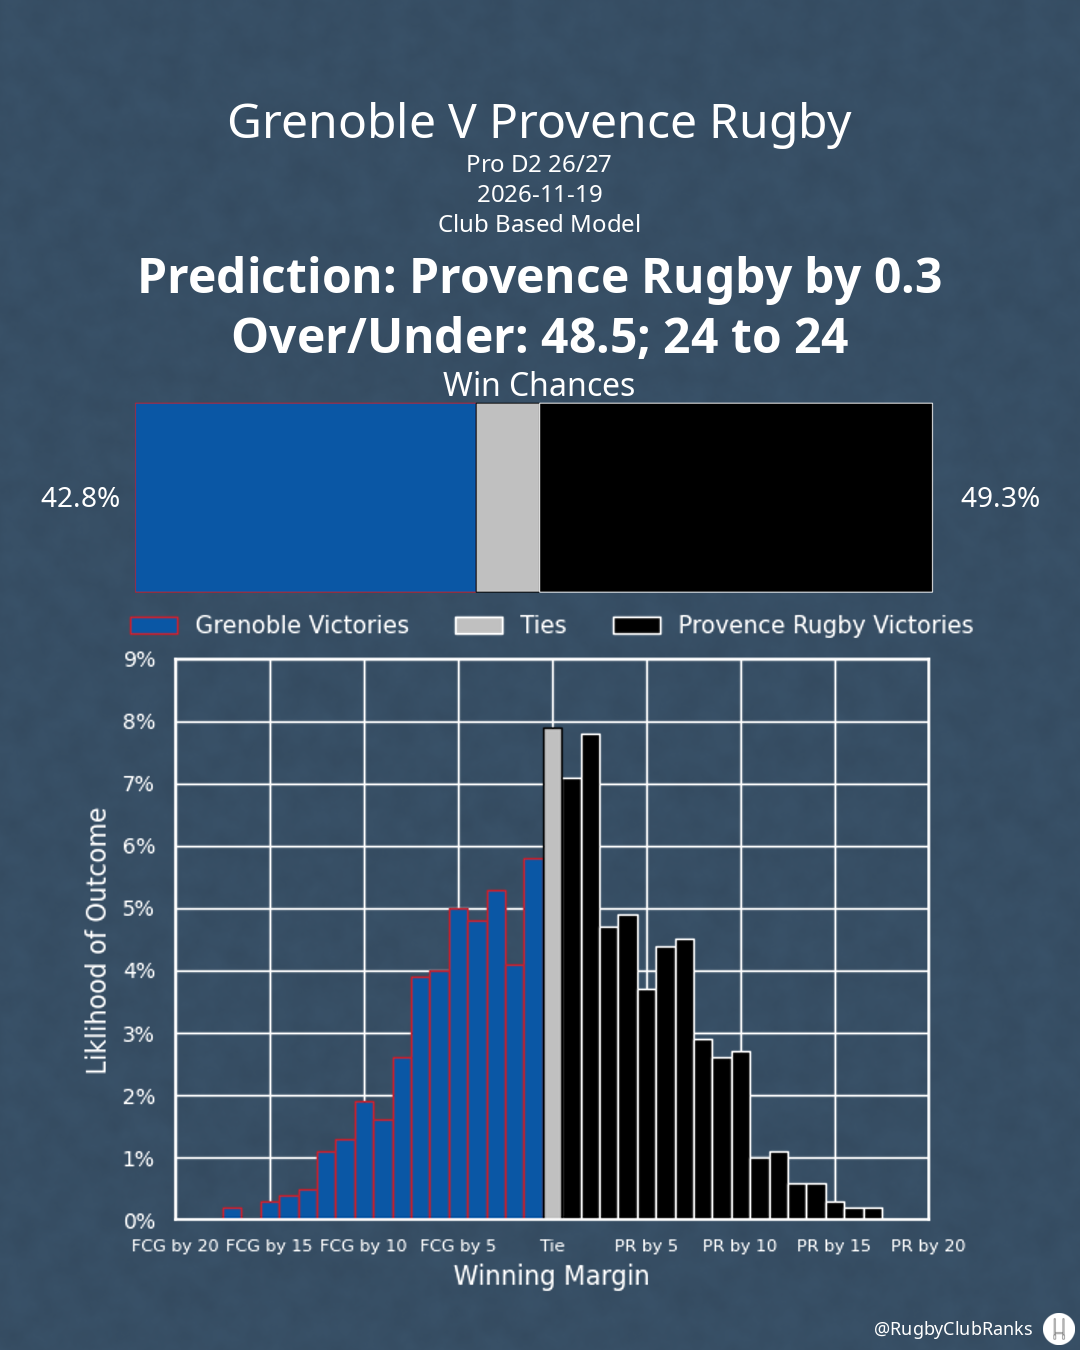 Grenoble V Provence Rugby
Pro D2 26/27
2026-11-19
Club Based Model
Prediction: Provence Rugby by 0.3
Over/Under: 48.5; 24 to 24
Win Chances
42.8%
49.3%
Grenoble Victories
Ties
Provence Rugby Victories
9%
8%
7%
6%
5%
4%
3%
2%
1%
0%
Liklihood of Outcome
FCG by 20 FCG by 15 FCG by 10 FCG by 5 Tie PR by 5 PR by 10 PR by 15 PR by 20
Winning Margin
@RugbyClubRanks